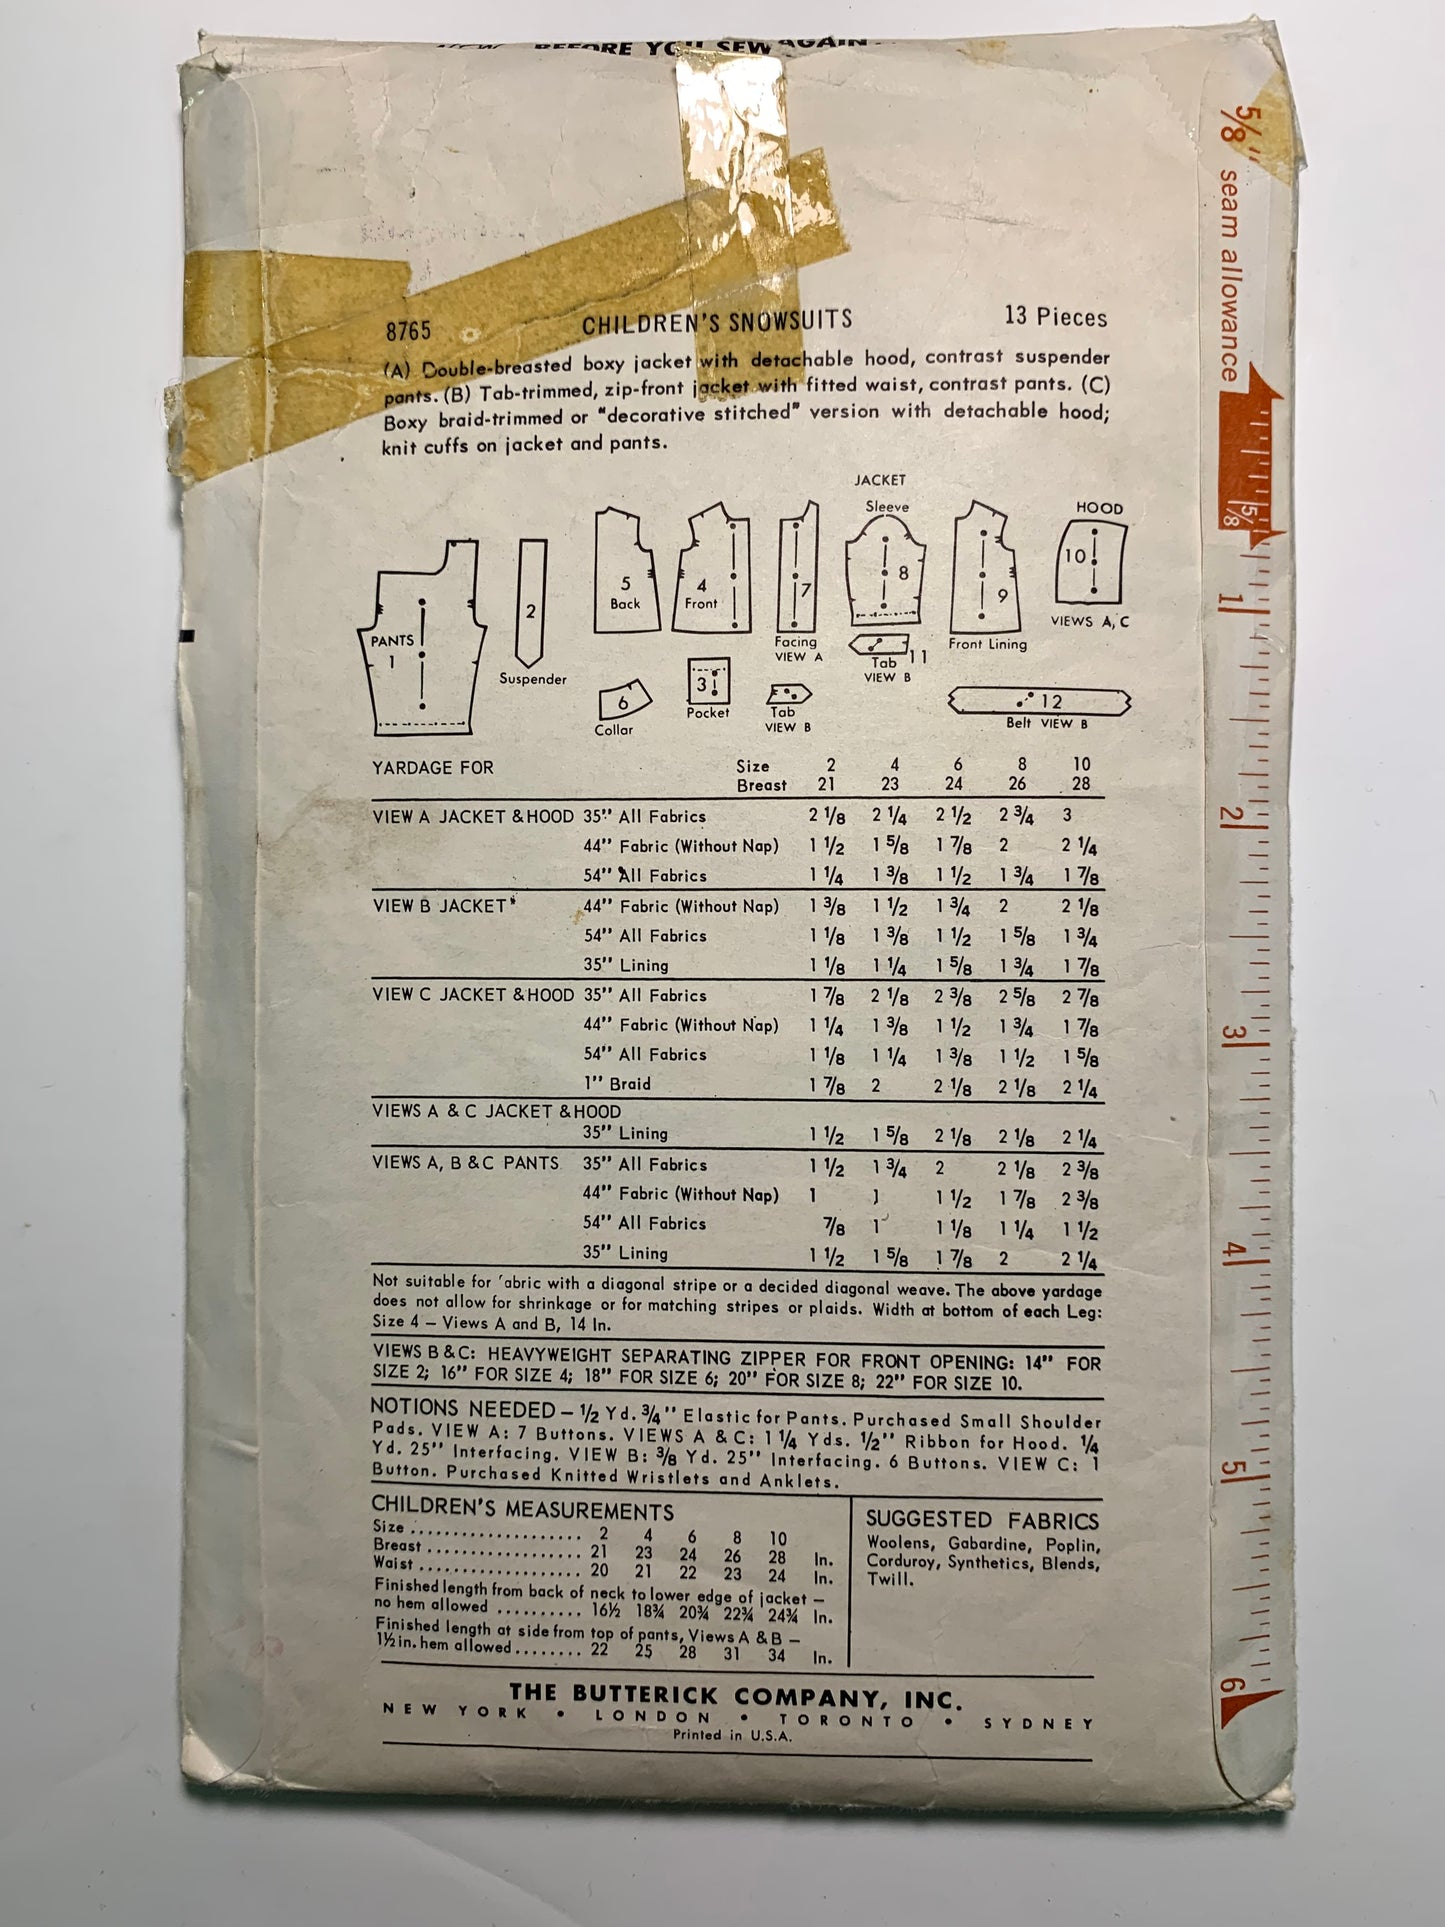 BEFORE YOU SEW AGAIN
5/8" seam allowance
8765 CHILDREN'S SNOWSUITS 13 Pieces
(A) Double-breasted boxy jacket with detachable hood, contrast suspender
pants. (B) Tab-trimmed, zip-front jacket with fitted waist, contrast pants. (C)
Boxy braid-trimmed or "decorative stitched" version with detachable hood;
knit cuffs on jacket and pants.
JACKET
Sleeve HOOD
PANTS 1
2 Suspender
5 Back
4 Front
7 Facing VIEW A
8
9 Front Lining
10 VIEWS A, C
Tab 11 VIEW B
6 Collar
3 Pocket
Tab VIEW B
12 Belt VIEW B
YARDAGE FOR Size 2 4 6 8 10
Breast 21 23 24 26 28
VIEW A JACKET & HOOD 35" All Fabrics 2 1/8 2 1/4 2 1/2 2 3/4 3
44" Fabric (Without Nap) 1 1/2 1 5/8 1 7/8 2 2 1/4
54" All Fabrics 1 1/4 1 3/8 1 1/2 1 3/4 1 7/8
VIEW B JACKET 44" Fabric (Without Nap) 1 3/8 1 1/2 1 3/4 2 2 1/8
54" All Fabrics 1 1/8 1 3/8 1 1/2 1 5/8 1 3/4
35" Lining 1 1/8 1 1/4 1 5/8 1 3/4 1 7/8
VIEW C JACKET & HOOD 35" All Fabrics 1 7/8 2 1/8 2 3/8 2 5/8 2 7/8
44" Fabric (Without Nap) 1 1/4 1 3/8 1 1/2 1 3/4 1 7/8
54" All Fabrics 1 1/8 1 1/4 1 3/8 1 1/2 1 5/8
1" Braid 1 7/8 2 2 1/8 2 1/8 2 1/4
VIEWS A & C JACKET & HOOD
35" Lining 1 1/2 1 5/8 2 1/8 2 1/8 2 1/4
VIEWS A, B & C PANTS 35" All Fabrics 1 1/2 1 3/4 2 2 1/8 2 3/8
44" Fabric (Without Nap) 1 1 1 1/2 1 7/8 2 3/8
54" All Fabrics 7/8 1 1 1/8 1 1/4 1 1/2
35" Lining 1 1/2 1 5/8 1 7/8 2 2 1/4
Not suitable for fabric with a diagonal stripe or a decided diagonal weave. The above yardage
does not allow for shrinkage or for matching stripes or plaids. Width at bottom of each Leg:
Size 4 – Views A and B, 14 In.
VIEWS B & C: HEAVYWEIGHT SEPARATING ZIPPER FOR FRONT OPENING: 14" FOR
SIZE 2; 16" FOR SIZE 4; 18" FOR SIZE 6; 20" FOR SIZE 8; 22" FOR SIZE 10.
NOTIONS NEEDED – 1/2 Yd. 3/4" Elastic for Pants. Purchased Small Shoulder
Pads. VIEW A: 7 Buttons. VIEWS A & C: 1 1/4 Yds. 1/2" Ribbon for Hood. 1/4
Yd. 25" Interfacing. VIEW B: 3/8 Yd. 25" Interfacing. 6 Buttons. VIEW C: 1
Button. Purchased Knitted Wristlets and Anklets.
CHILDREN'S MEASUREMENTS
Size .................... 2 4 6 8 10
Breast .................. 21 23 24 26 28 In.
Waist ................... 20 21 22 23 24 In.
Finished length from back of neck to lower edge of jacket –
no hem allowed .......... 16½ 18¾ 20¾ 22¾ 24¾ In.
Finished length at side from top of pants, Views A & B –
1½ in. hem allowed ........ 22 25 28 31 34 In.
SUGGESTED FABRICS
Woolens, Gabardine, Poplin,
Corduroy, Synthetics, Blends,
Twill.
THE BUTTERICK COMPANY, INC.
NEW YORK • LONDON • TORONTO • SYDNEY
Printed in U.S.A.
5/8
1
2
3
4
5
6